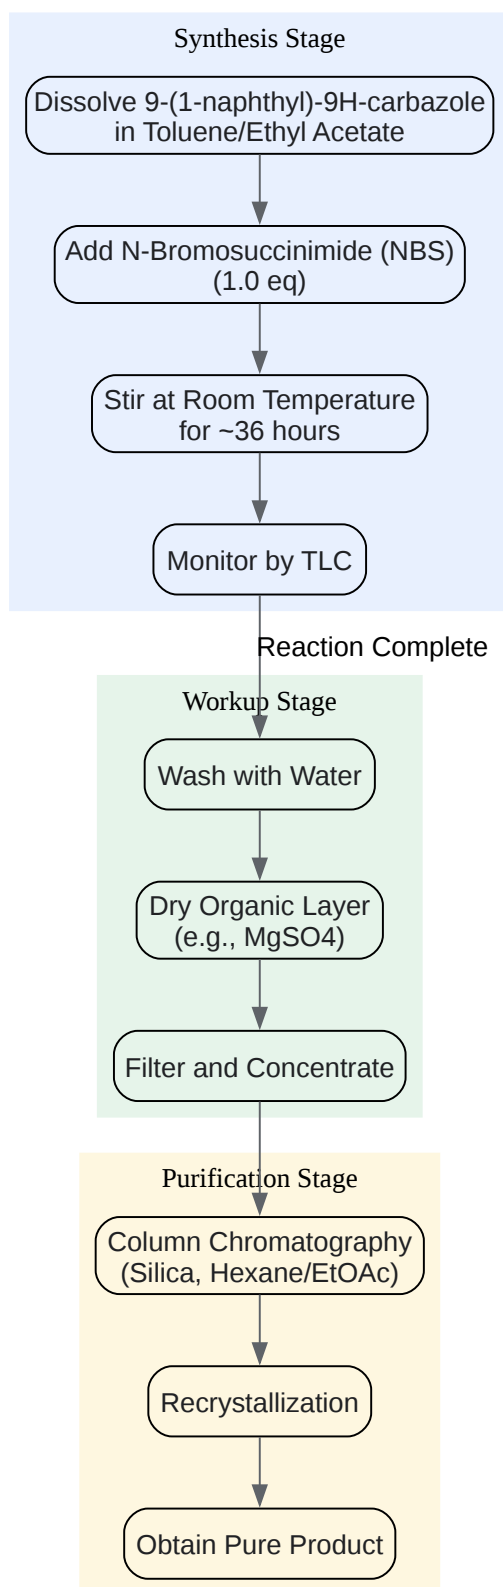 Synthesis Stage
Dissolve 9-(1-naphthyl)-9H-carbazole
in Toluene/Ethyl Acetate
Add N-Bromosuccinimide (NBS)
(1.0 eq)
Stir at Room Temperature
for ~36 hours
Monitor by TLC
Reaction Complete
Workup Stage
Wash with Water
Dry Organic Layer
(e.g., MgSO4)
Filter and Concentrate
Purification Stage
Column Chromatography
(Silica, Hexane/EtOAc)
Recrystallization
Obtain Pure Product